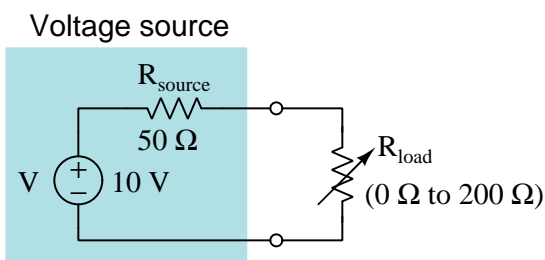 Voltage source
R_source
50 Ω
V
+
−
10 V
R_load
(0 Ω to 200 Ω)